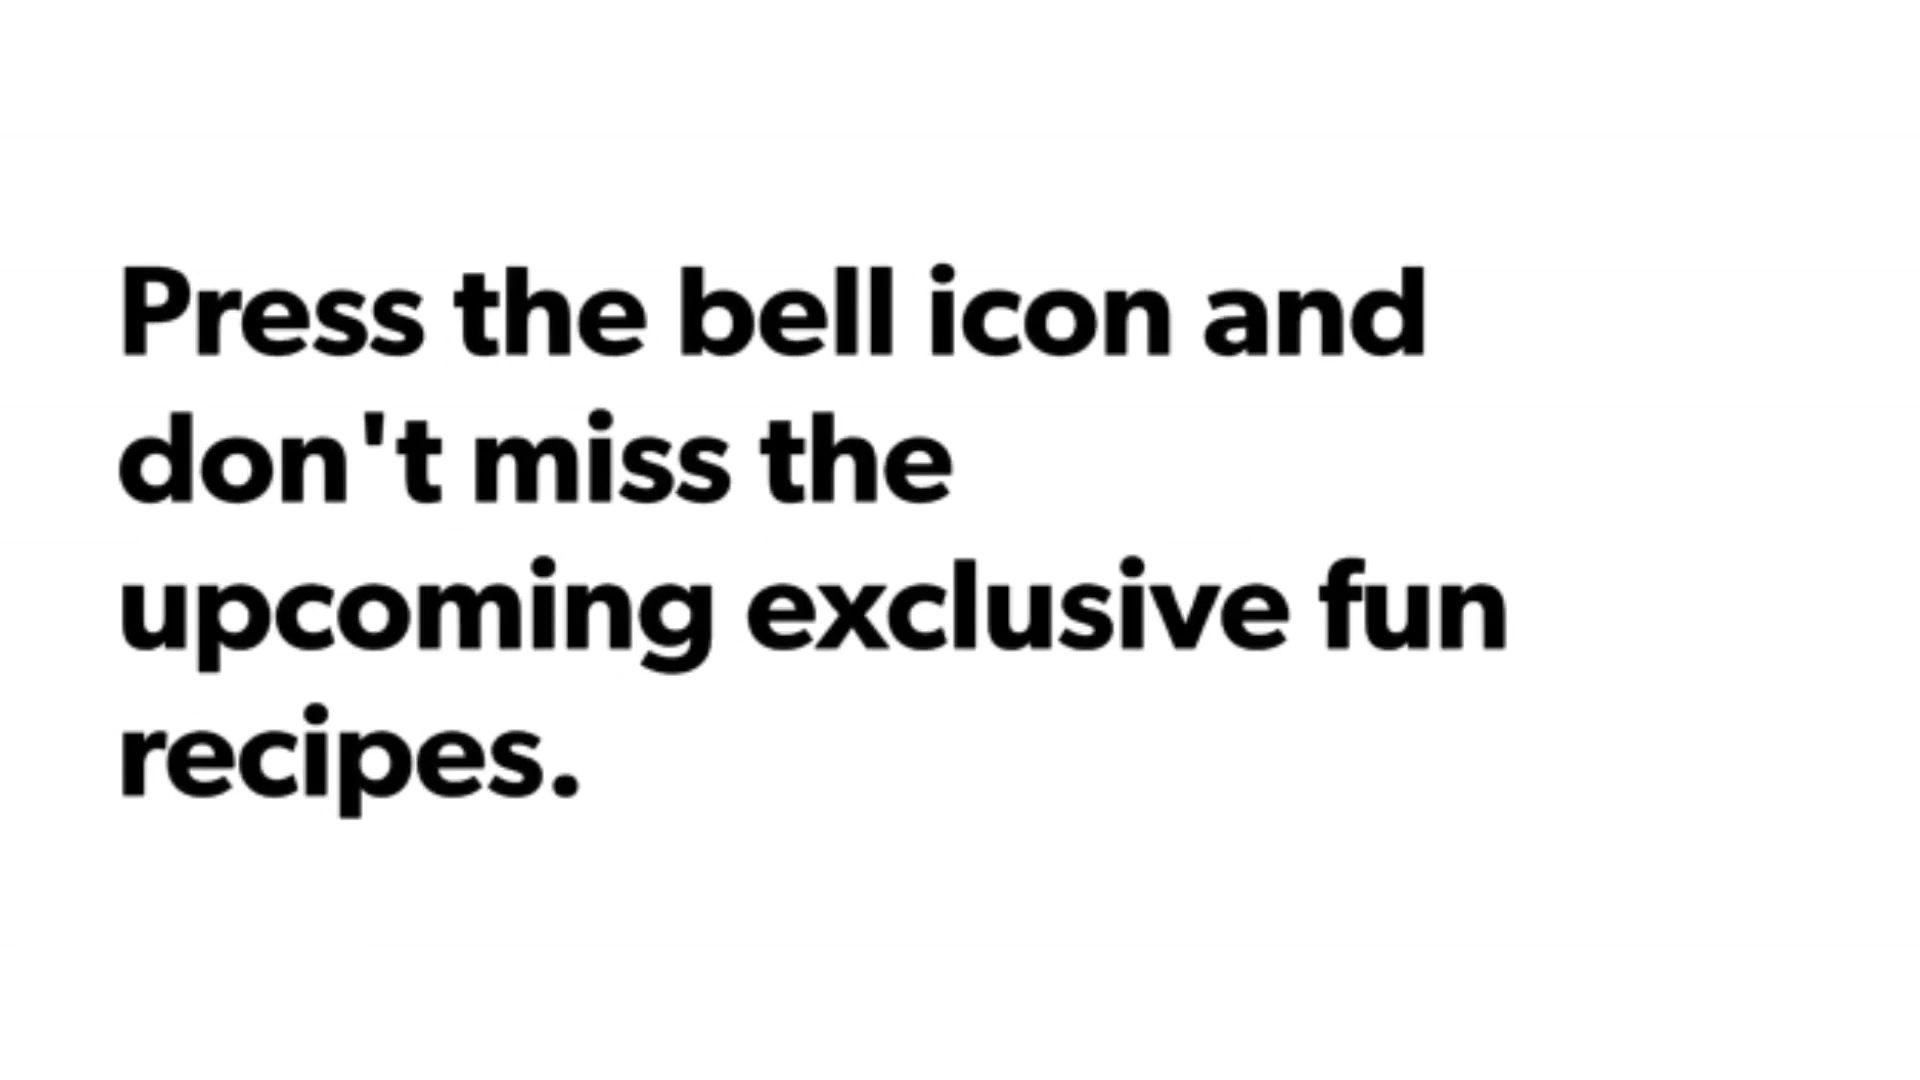 Press the bell icon and
don't miss the
upcoming exclusive fun
recipes.